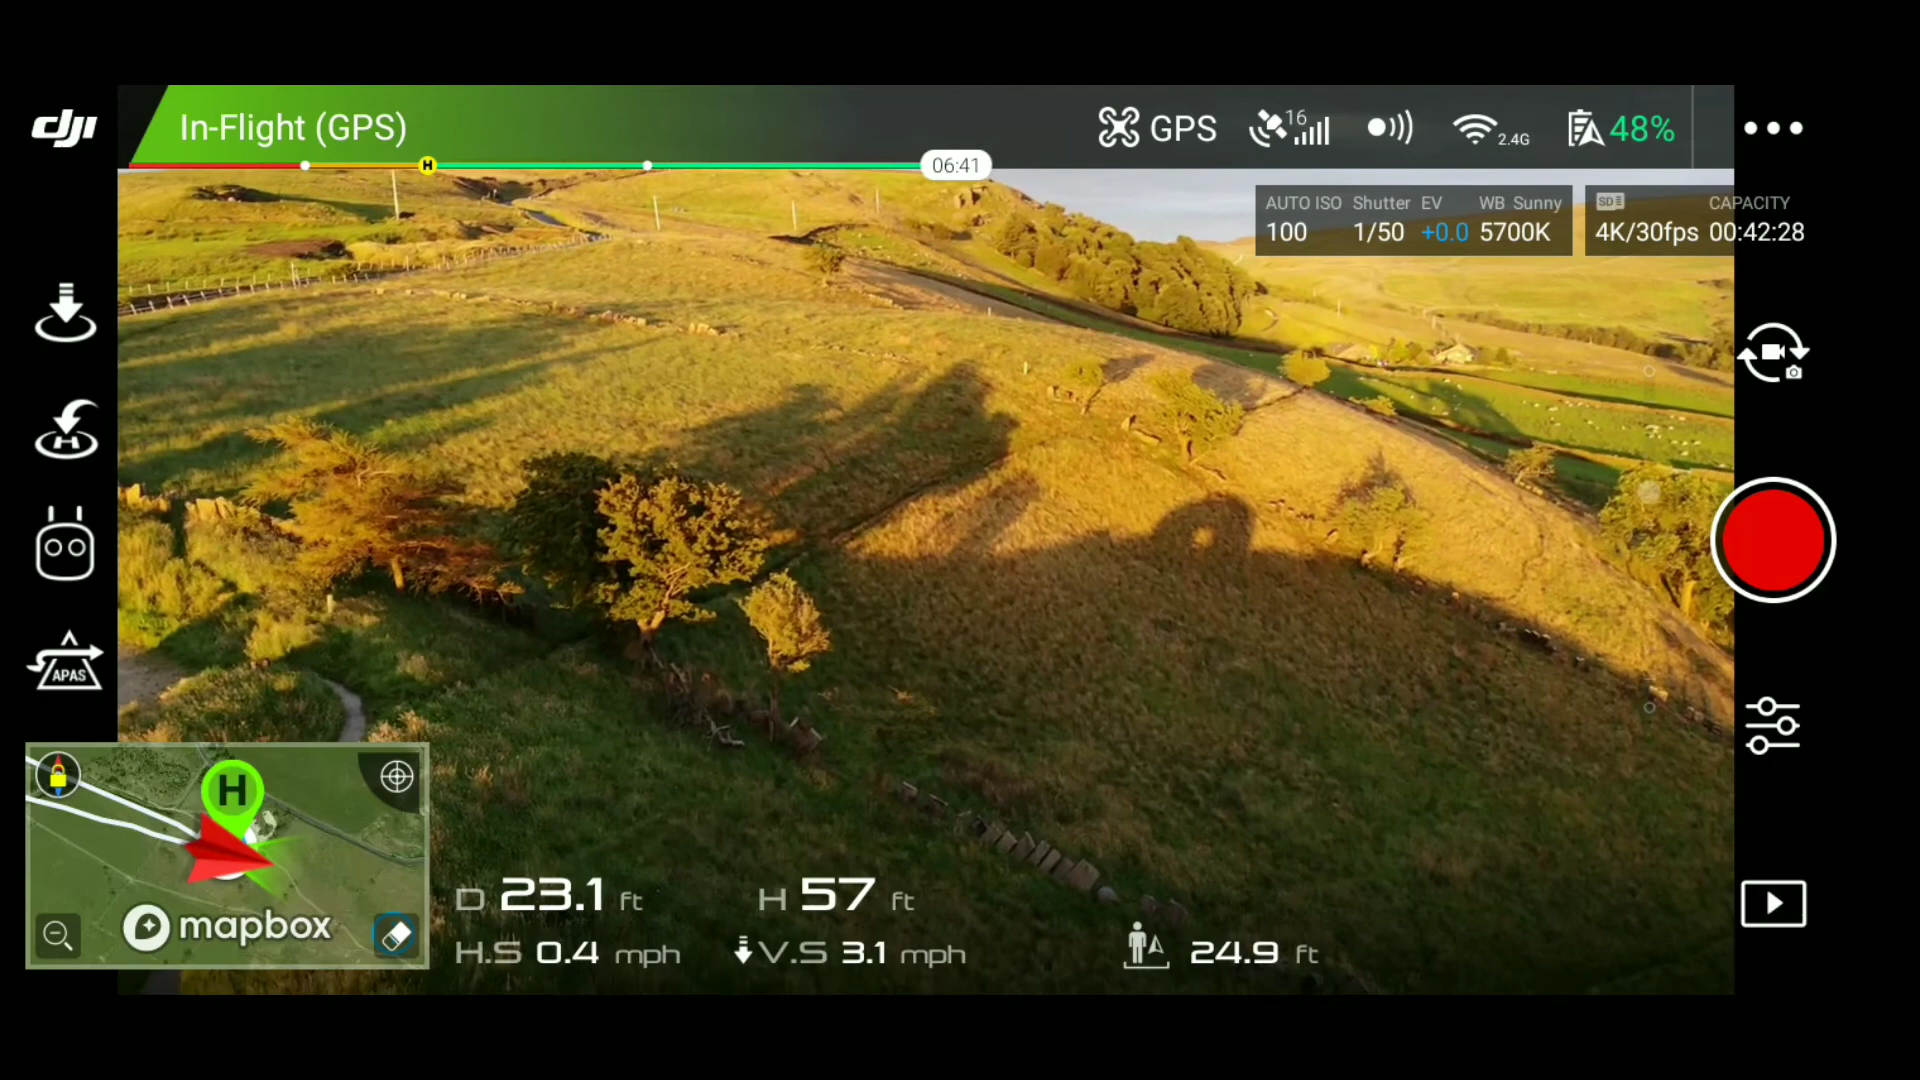 dji
In-Flight (GPS)
GPS
16
2.4G
48%
H
06:41
AUTO ISO Shutter EV WB Sunny
100 1/50 +0.0 5700K
SD CAPACITY
4K/30fps 00:42:28
H
APAS
H
mapbox
D 23.1 ft H 57 ft
H.S 0.4 mph V.S 3.1 mph 24.9 ft